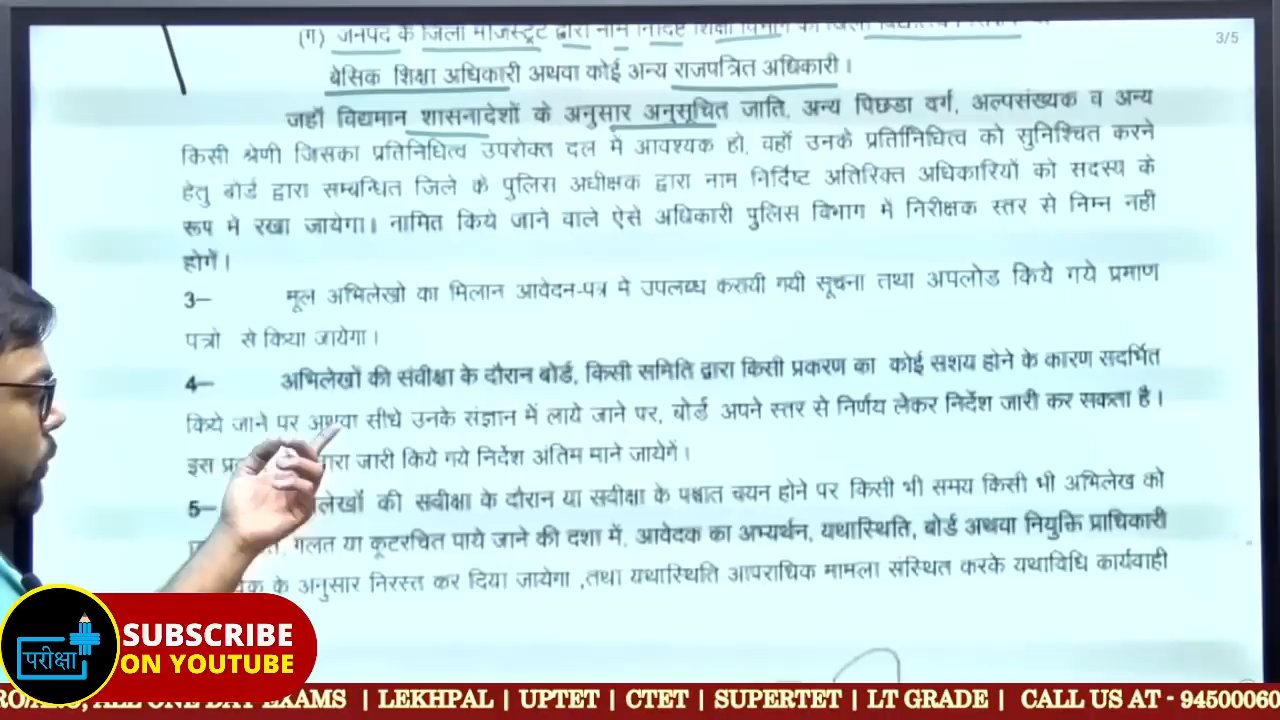 (ग) जनपद के जिला मजिस्ट्रेट द्वारा नाम निर्दिष्ट शिक्षा विभाग का जिला विद्यालय
3/5
बेसिक शिक्षा अधिकारी अथवा कोई अन्य राजपत्रित अधिकारी।
जहाँ विद्यमान शासनादेशों के अनुसार अनुसूचित जाति, अन्य पिछडा वर्ग, अल्पसंख्यक व अन्य
किसी श्रेणी जिसका प्रतिनिधित्व उपरोक्त दल मे आवश्यक हो, वहाँ उनके प्रतिनिधित्व को सुनिश्चित करने
हेतु बोर्ड द्वारा सम्बन्धित जिले के पुलिस अधीक्षक द्वारा नाम निर्दिष्ट अतिरिक्त अधिकारियों को सदस्य के
रूप मे रखा जायेगा। नामित किये जाने वाले ऐसे अधिकारी पुलिस विभाग में निरीक्षक स्तर से निम्न नहीं
होगें।
3— मूल अभिलेखो का मिलान आवेदन-पत्र मे उपलब्ध करायी गयी सूचना तथा अपलोड किये गये प्रमाण
पत्रो से किया जायेगा।
4— अभिलेखों की संवीक्षा के दौरान बोर्ड, किसी समिति द्वारा किसी प्रकरण का कोई सशय होने के कारण सदर्भित
किये जाने पर अथवा सीधे उनके संज्ञान में लाये जाने पर, बोर्ड अपने स्तर से निर्णय लेकर निर्देश जारी कर सकता है।
इस जारी किये गये निर्देश अंतिम माने जायेगें।
5— की सवीक्षा के दौरान या सवीक्षा के पश्चात चयन होने पर किसी भी समय किसी भी अभिलेख को
गलत या कूटरचित पाये जाने की दशा में, आवेदक का अभ्यर्थन, यथास्थिति, बोर्ड अथवा नियुक्ति प्राधिकारी
के अनुसार निरस्त कर दिया जायेगा ,तथा यथास्थिति आपराधिक मामला संस्थित करके यथाविधि कार्यवाही
परीक्षा
SUBSCRIBE
ON YOUTUBE
ALL ONE DAY EXAMS | LEKHPAL | UPTET | CTET | SUPERTET | LT GRADE | CALL US AT - 94500060